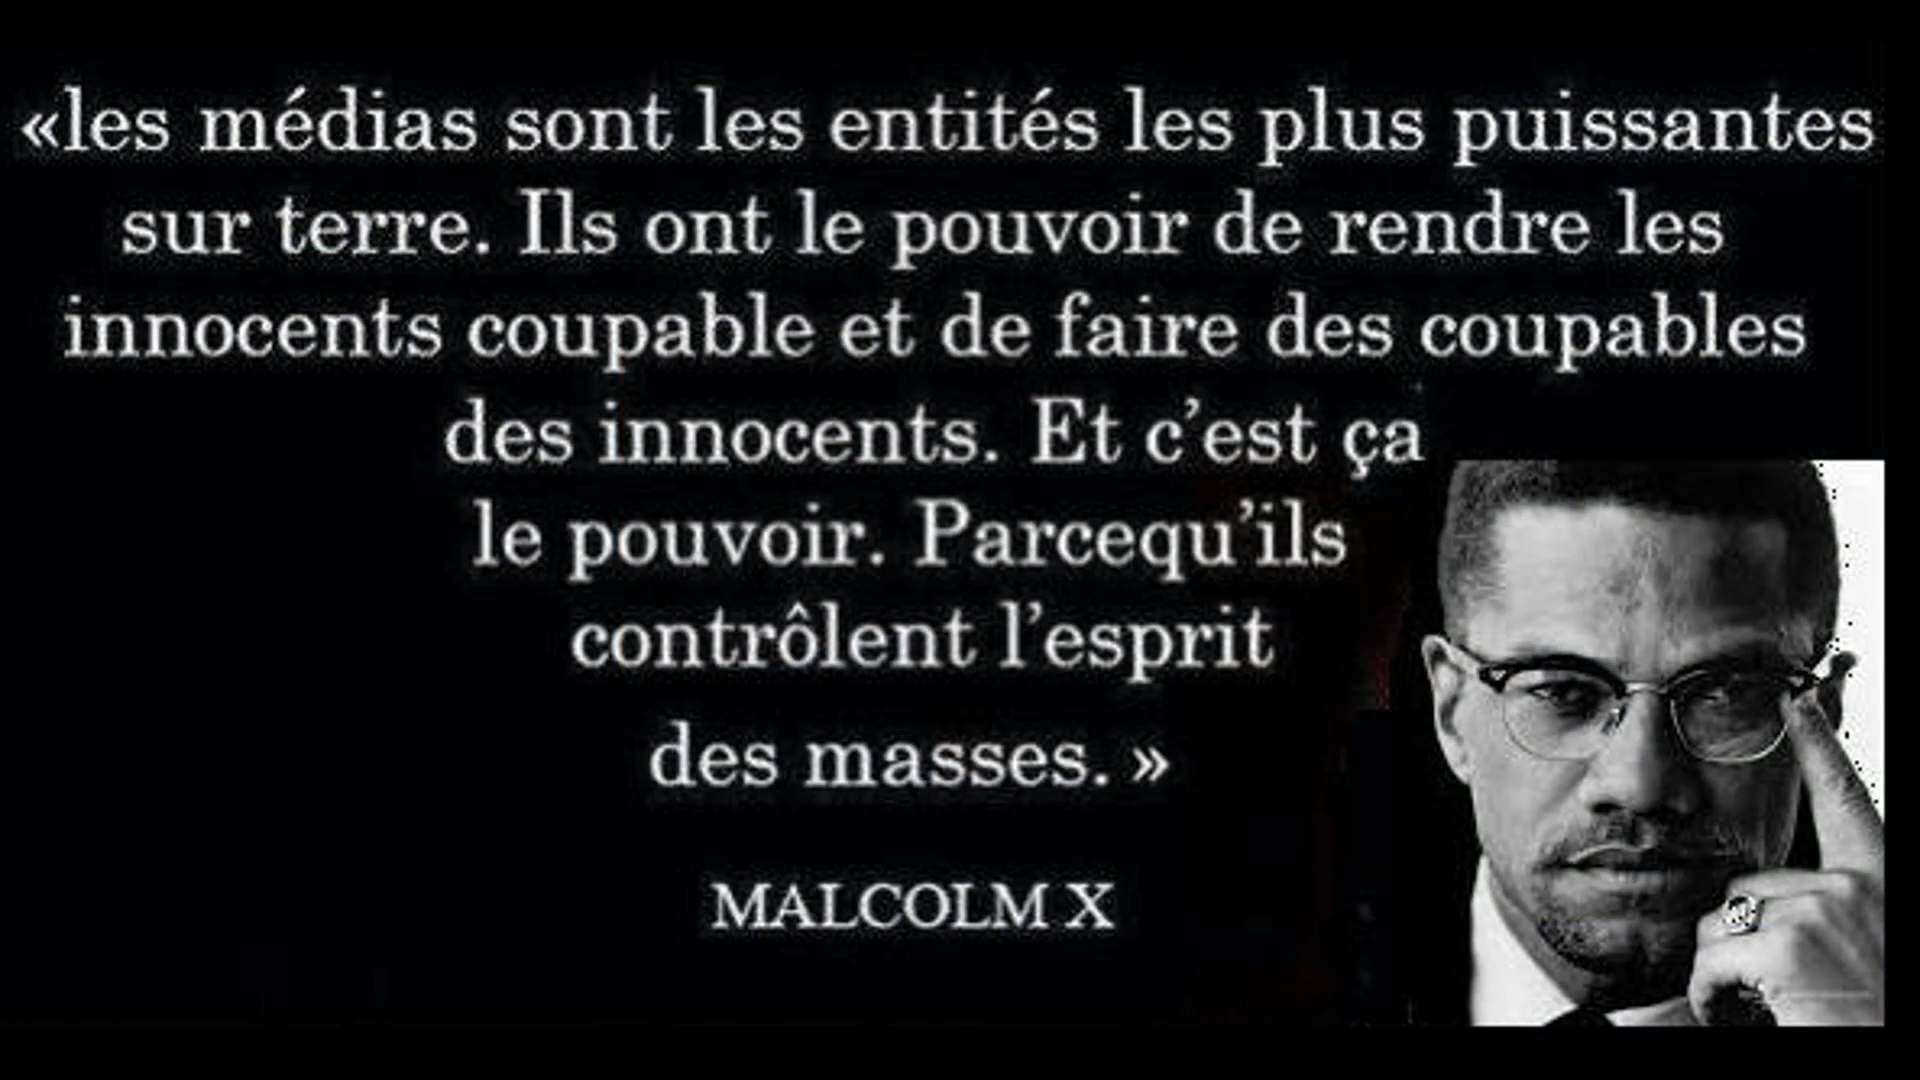 «les médias sont les entités les plus puissantes
sur terre. Ils ont le pouvoir de rendre les
innocents coupable et de faire des coupables
des innocents. Et c’est ça
le pouvoir. Parcequ’ils
contrôlent l’esprit
des masses. »
MALCOLM X